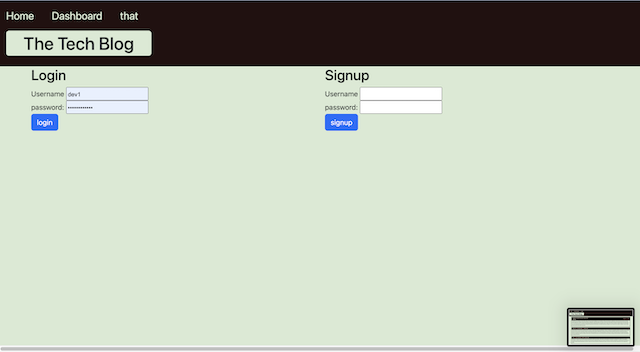 Home Dashboard that
The Tech Blog
Login
Username dev1
password: ••••••••••••
login
Signup
Username
password:
signup